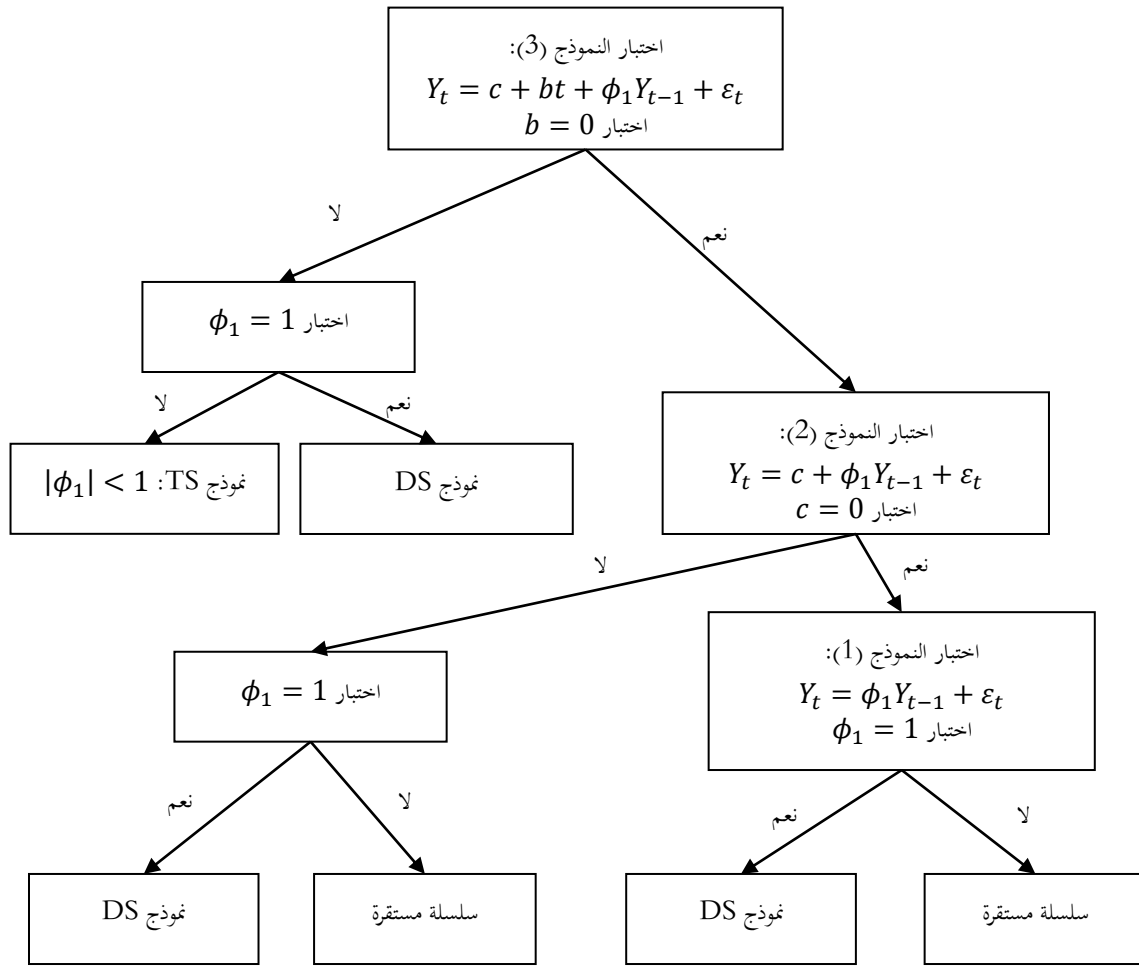 اختبار النموذج (3):
$Y_t = c + bt + \phi_1 Y_{t-1} + \varepsilon_t$
اختبار $b = 0$
لا
نعم
اختبار $\phi_1 = 1$
لا
نعم
نموذج TS: $|\phi_1| < 1$
نموذج DS
اختبار النموذج (2):
$Y_t = c + \phi_1 Y_{t-1} + \varepsilon_t$
اختبار $c = 0$
لا
نعم
اختبار $\phi_1 = 1$
اختبار النموذج (1):
$Y_t = \phi_1 Y_{t-1} + \varepsilon_t$
اختبار $\phi_1 = 1$
نعم
لا
نعم
لا
نموذج DS
سلسلة مستقرة
نموذج DS
سلسلة مستقرة